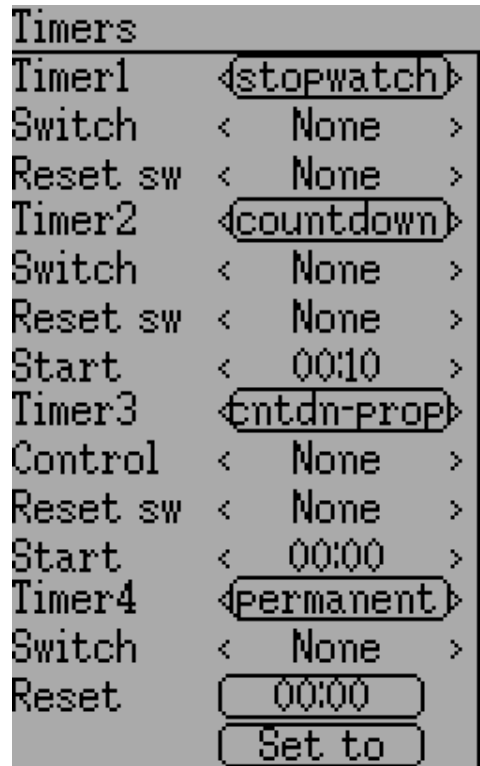 Timers
Timer1 stopwatch
Switch < None >
Reset sw < None >
Timer2 countdown
Switch < None >
Reset sw < None >
Start < 00:10 >
Timer3 cntdn-prop
Control < None >
Reset sw < None >
Start < 00:00 >
Timer4 permanent
Switch < None >
Reset 00:00
Set to